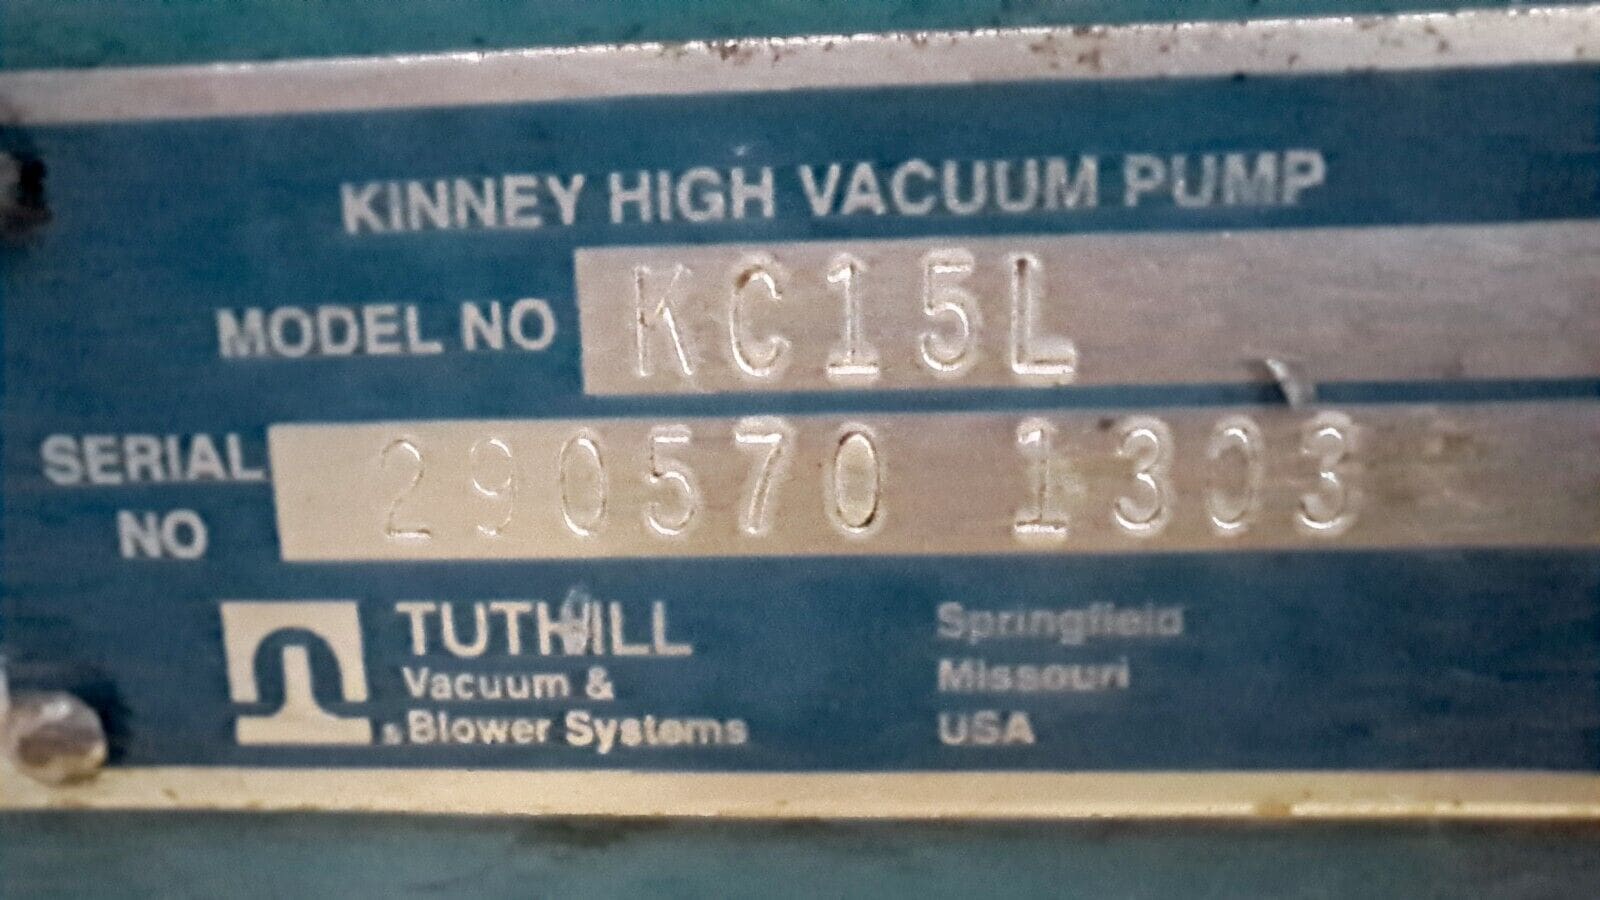 KINNEY HIGH VACUUM PUMP
MODEL NO KC15L
SERIAL NO 290570 1303
TUTHILL
Vacuum &
Blower Systems
Springfield
Missouri
USA